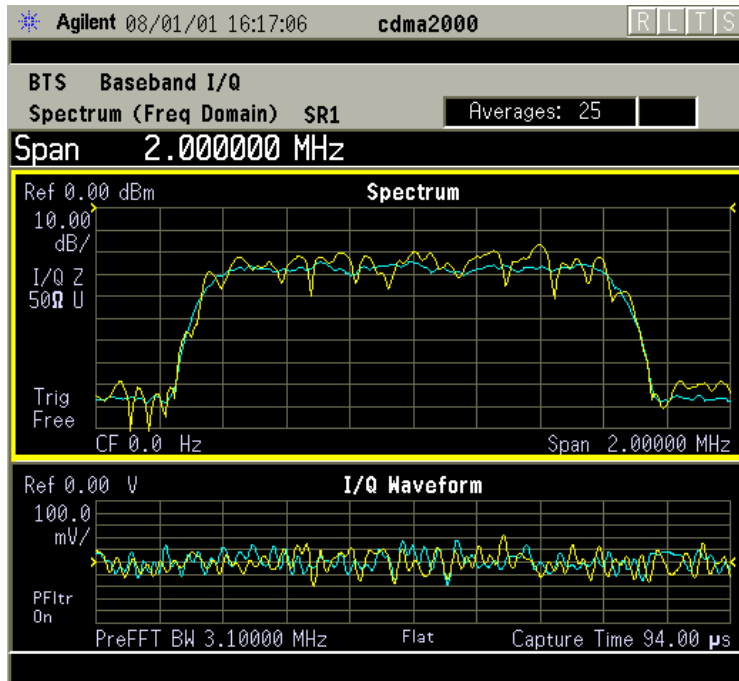 Agilent 08/01/01 16:17:06 cdma2000 R L T S
BTS Baseband I/Q
Spectrum (Freq Domain) SR1 Averages: 25
Span 2.000000 MHz
Ref 0.00 dBm Spectrum
10.00
dB/
I/Q Z
50Ω U
Trig
Free
CF 0.0 Hz Span 2.00000 MHz
Ref 0.00 V I/Q Waveform
100.0
mV/
PFltr
On
PreFFT BW 3.10000 MHz Flat Capture Time 94.00 µs